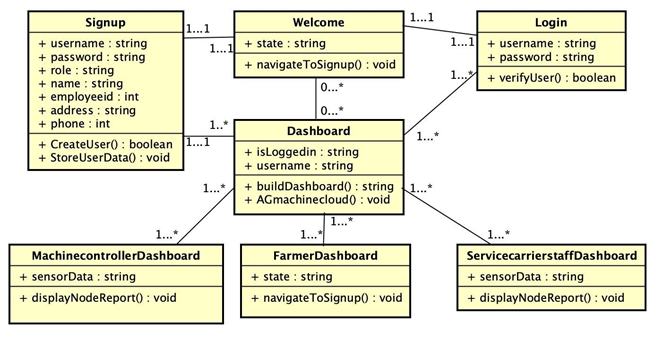 Signup
+ username : string
+ password : string
+ role : string
+ name : string
+ employeeid : int
+ address : string
+ phone : int
+ CreateUser() : boolean
+ StoreUserData() : void
1...1
1...1
Welcome
+ state : string
+ navigateToSignup() : void
1...1
1...1
Login
+ username : string
+ password : string
+ verifyUser() : boolean
1...*
0...*
0...*
1..*
1...1
1...*
Dashboard
+ isLoggedin : string
+ username : string
+ buildDashboard() : string
+ AGmachinecloud() : void
1...*
1...*
1...*
1...*
1...*
1...*
MachinecontrollerDashboard
+ sensorData : string
+ displayNodeReport() : void
FarmerDashboard
+ state : string
+ navigateToSignup() : void
ServicecarrierstaffDashboard
+ sensorData : string
+ displayNodeReport() : void